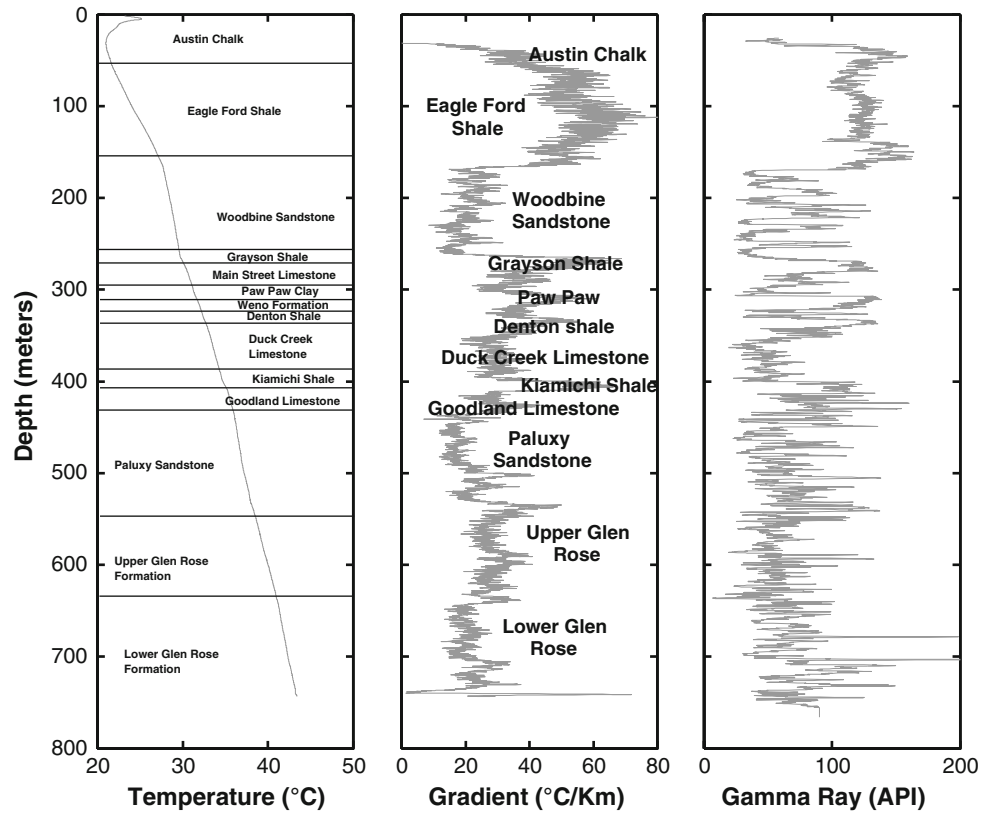 0
100
200
300
400
500
600
700
800
Depth (meters)
Austin Chalk
Eagle Ford Shale
Woodbine Sandstone
Grayson Shale
Main Street Limestone
Paw Paw Clay
Weno Formation
Denton Shale
Duck Creek
Limestone
Kiamichi Shale
Goodland Limestone
Paluxy Sandstone
Upper Glen Rose
Formation
Lower Glen Rose
Formation
20 30 40 50
Temperature (°C)
Austin Chalk
Eagle Ford
Shale
Woodbine
Sandstone
Grayson Shale
Paw Paw
Denton shale
Duck Creek Limestone
Kiamichi Shale
Goodland Limestone
Paluxy
Sandstone
Upper Glen
Rose
Lower Glen
Rose
0 20 40 60 80
Gradient (°C/Km)
0 100 200
Gamma Ray (API)